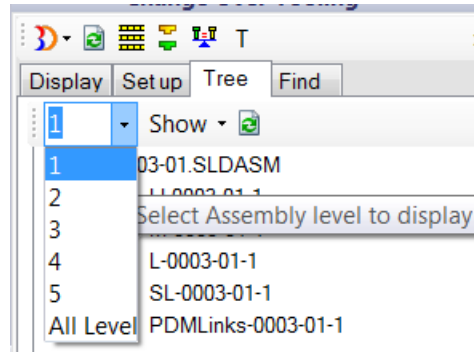 T
Display Set up Tree Find
1 Show
1 03-01.SLDASM
2
Select Assembly level to display
3
4 L-0003-01-1
5 SL-0003-01-1
All Level PDMLinks-0003-01-1